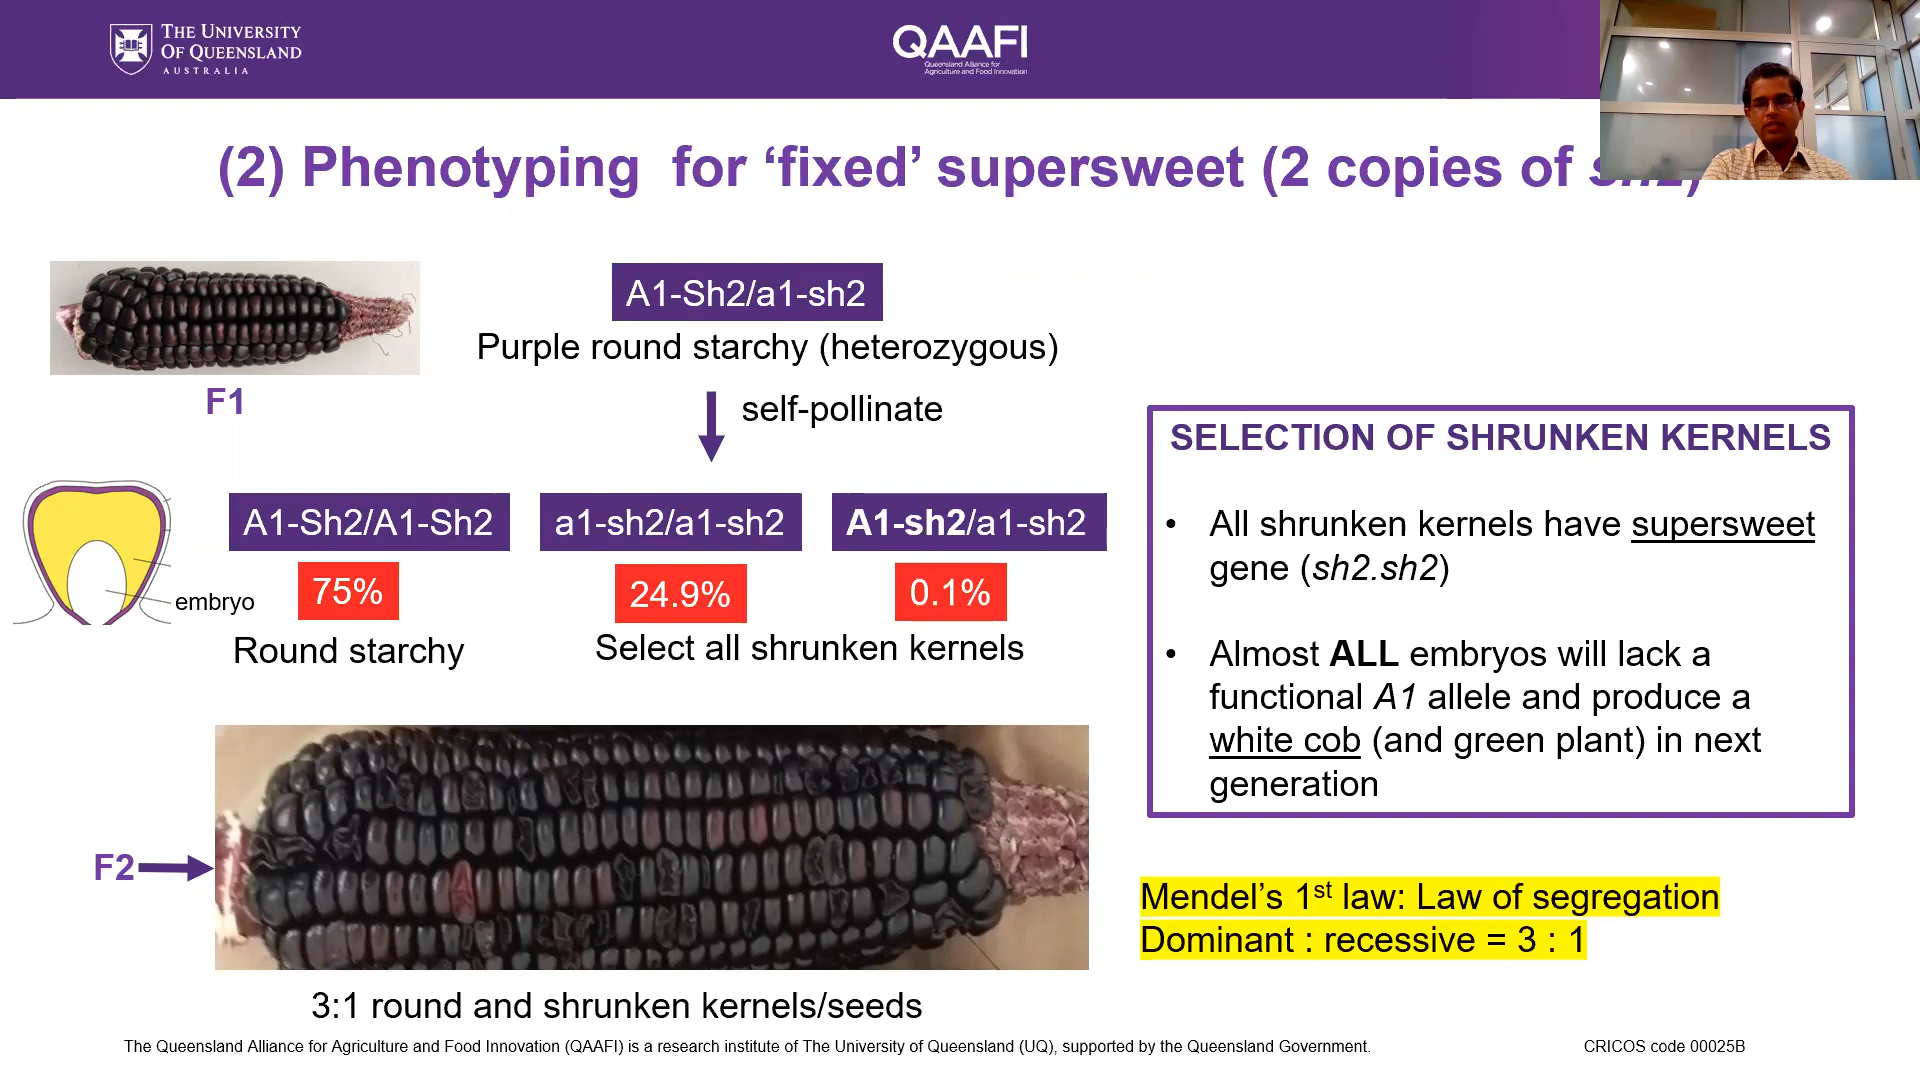 THE UNIVERSITY
OF QUEENSLAND
AUSTRALIA
QAAFI
Queensland Alliance for
Agriculture and Food Innovation
(2) Phenotyping for ‘fixed’ supersweet (2 copies of sh2)
A1-Sh2/a1-sh2
Purple round starchy (heterozygous)
F1
self-pollinate
A1-Sh2/A1-Sh2
a1-sh2/a1-sh2
A1-sh2/a1-sh2
75%
24.9%
0.1%
embryo
Round starchy
Select all shrunken kernels
SELECTION OF SHRUNKEN KERNELS
• All shrunken kernels have supersweet
gene (sh2.sh2)
• Almost ALL embryos will lack a
functional A1 allele and produce a
white cob (and green plant) in next
generation
F2
Mendel’s 1st law: Law of segregation
Dominant : recessive = 3 : 1
3:1 round and shrunken kernels/seeds
The Queensland Alliance for Agriculture and Food Innovation (QAAFI) is a research institute of The University of Queensland (UQ), supported by the Queensland Government.
CRICOS code 00025B